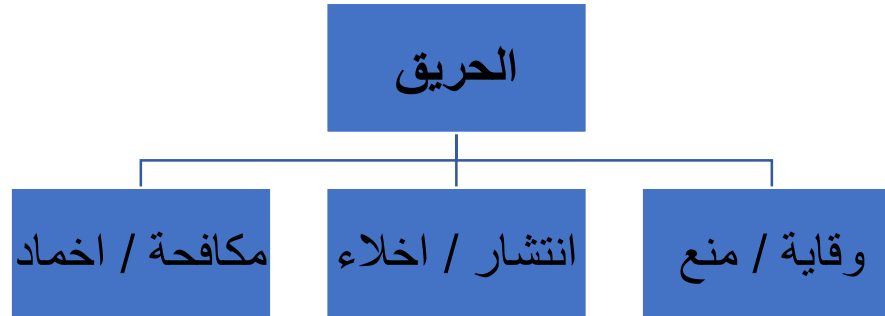 الحريق
وقاية / منع
انتشار / اخلاء
مكافحة / اخماد